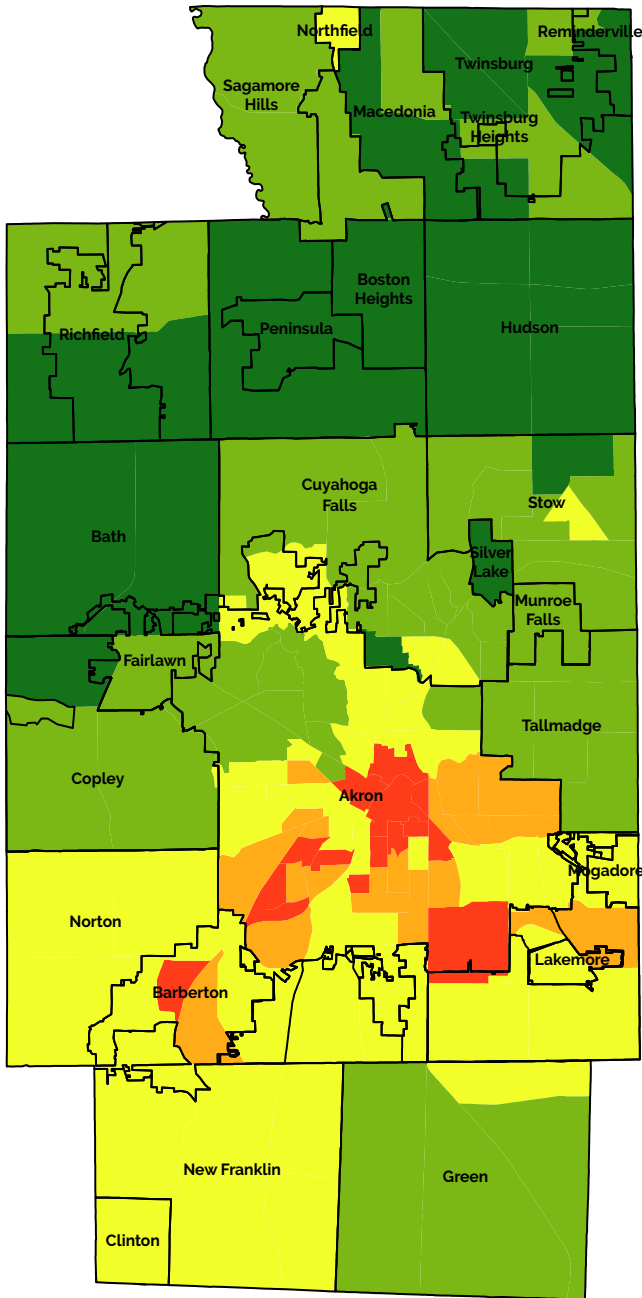 Northfield
Reminderville
Twinsburg
Sagamore
Hills
Macedonia
Twinsburg
Heights
Boston
Heights
Richfield
Peninsula
Hudson
Cuyahoga
Falls
Stow
Bath
Silver
Lake
Munroe
Falls
Fairlawn
Tallmadge
Copley
Akron
Mogadore
Norton
Lakemore
Barberton
New Franklin
Green
Clinton